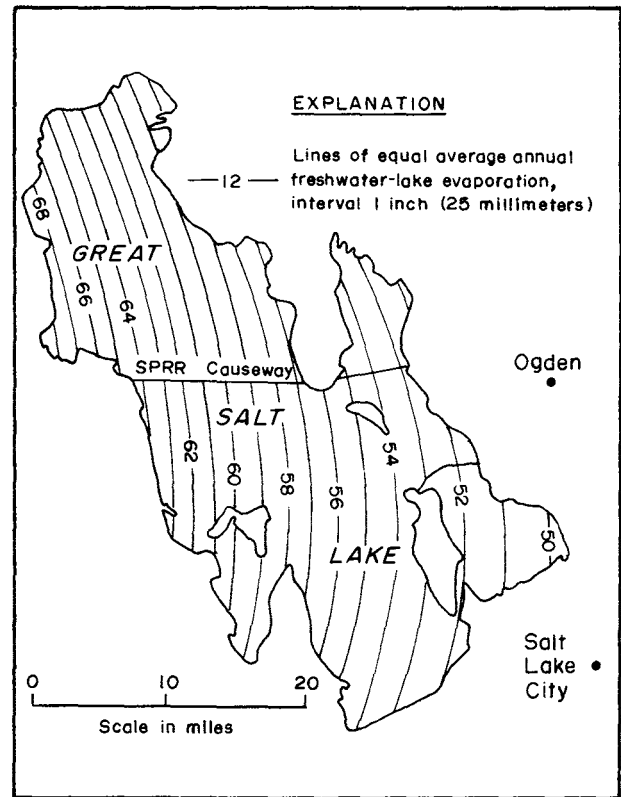 EXPLANATION
—12— Lines of equal average annual
freshwater-lake evaporation,
interval 1 inch (25 millimeters)
68
GREAT
66
64
SPRR Causeway
Ogden
SALT
62
60
58
56
54
52
50
LAKE
Salt
Lake
City
0 10 20
Scale in miles